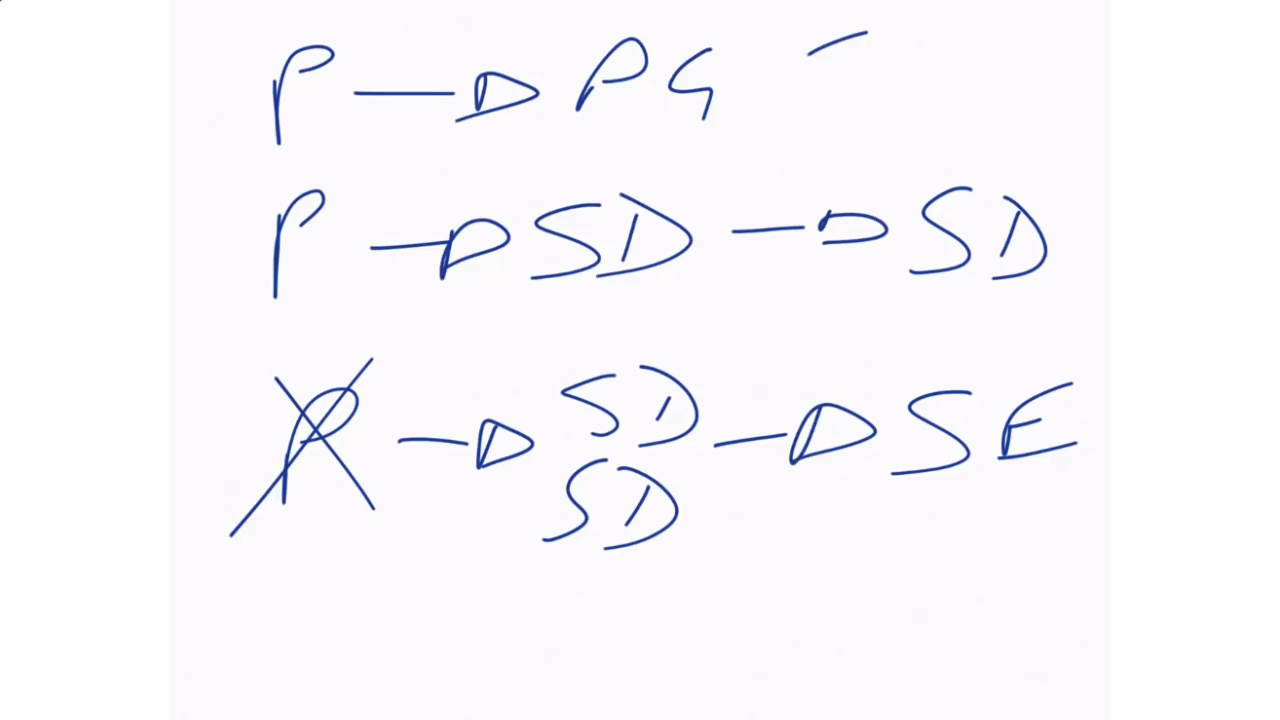 P → PG -
P → SD → SD
P → SD SD → SE